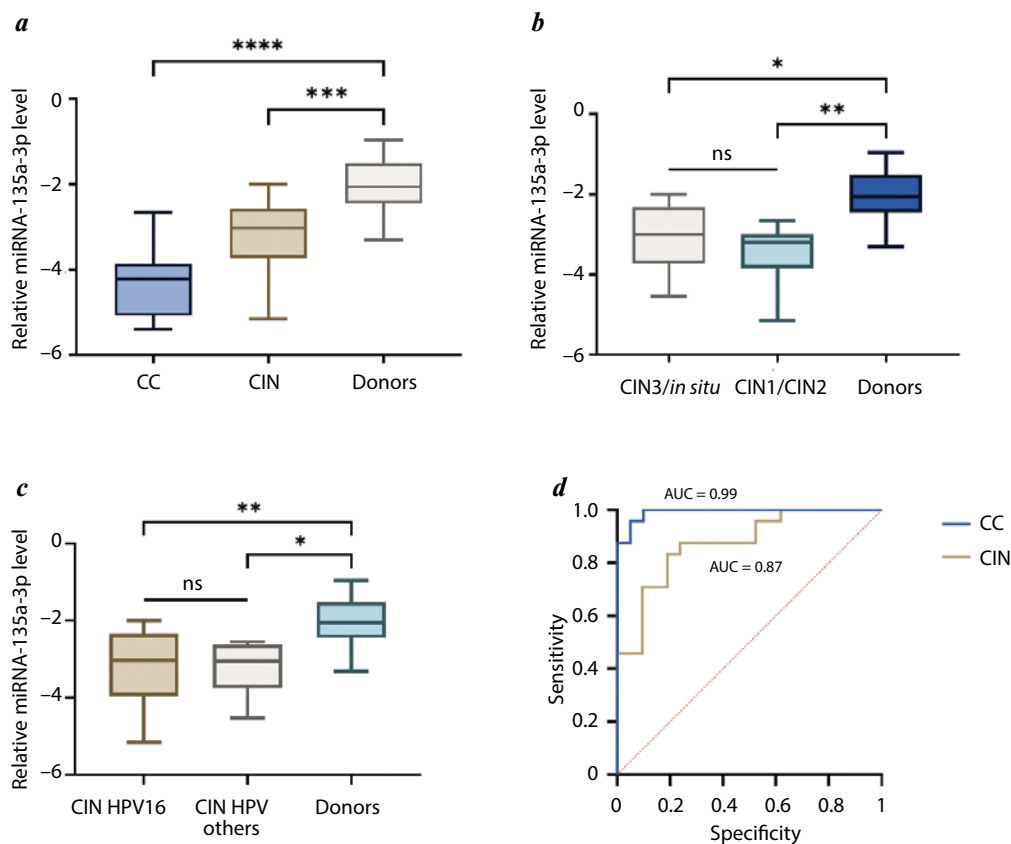 a
****
***
Relative miRNA-135a-3p level
0
–2
–4
–6
CC CIN Donors
b
*
**
ns
Relative miRNA-135a-3p level
0
–2
–4
–6
CIN3/in situ CIN1/CIN2 Donors
c
**
*
ns
Relative miRNA-135a-3p level
0
–2
–4
–6
CIN HPV16 CIN HPV others Donors
d
AUC = 0.99
AUC = 0.87
CC
CIN
Sensitivity
1.0
0.8
0.6
0.4
0.2
0
0 0.2 0.4 0.6 0.8 1
Specificity